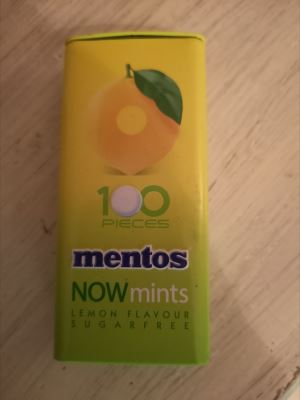 100
PIECES
mentos
NOWmints
LEMON FLAVOUR
SUGARFREE